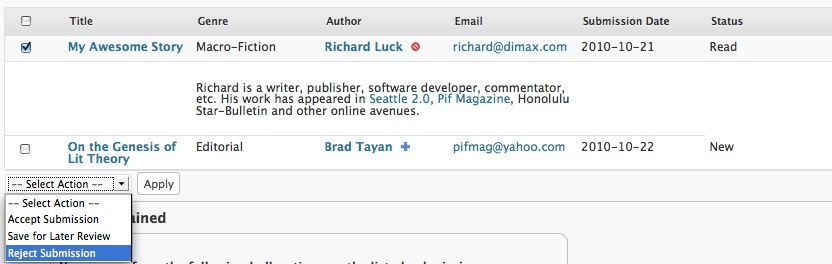 Title Genre Author Email Submission Date Status
My Awesome Story Macro-Fiction Richard Luck richard@dimax.com 2010-10-21 Read
Richard is a writer, publisher, software developer, commentator,
etc. His work has appeared in Seattle 2.0, Pif Magazine, Honolulu
Star-Bulletin and other online avenues.
On the Genesis of Editorial Brad Tayan pifmag@yahoo.com 2010-10-22 New
Lit Theory
-- Select Action -- Apply
-- Select Action --
Accept Submission
Save for Later Review
Reject Submission